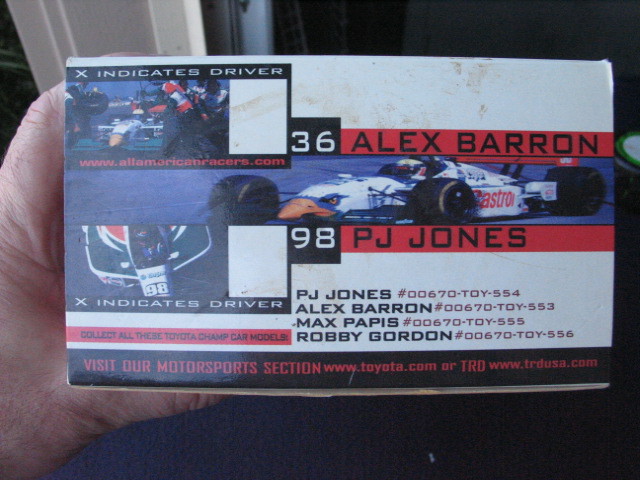 X INDICATES DRIVER
36 ALEX BARRON
www.allamericanracers.com
Castrol
98 PJ JONES
98
X INDICATES DRIVER
PJ JONES #00670-TOY-554
ALEX BARRON #00670-TOY-553
MAX PAPIS #00670-TOY-555
ROBBY GORDON #00670-TOY-556
COLLECT ALL THESE TOYOTA CHAMP CAR MODELS:
VISIT OUR MOTORSPORTS SECTION www.toyota.com or TRD www.trdusa.com